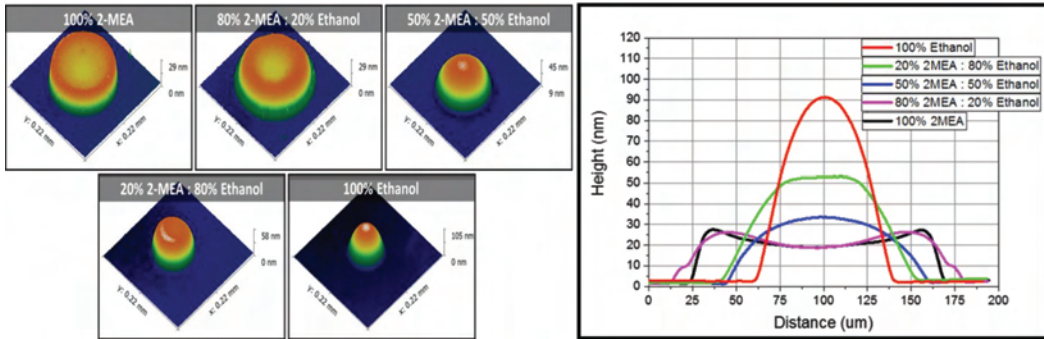 100% 2-MEA
29 nm
0 nm
Y: 0.22 mm
x: 0.22 mm
80% 2-MEA : 20% Ethanol
29 nm
0 nm
Y: 0.22 mm
x: 0.22 mm
50% 2-MEA : 50% Ethanol
45 nm
9 nm
Y: 0.22 mm
x: 0.22 mm
20% 2-MEA : 80% Ethanol
58 nm
0 nm
Y: 0.22 mm
x: 0.22 mm
100% Ethanol
105 nm
0 nm
Y: 0.22 mm
x: 0.22 mm
120
110
100
90
80
70
60
50
40
30
20
10
0
Height (nm)
100% Ethanol
20% 2MEA : 80% Ethanol
50% 2MEA : 50% Ethanol
80% 2MEA : 20% Ethanol
100% 2MEA
0 25 50 75 100 125 150 175 200
Distance (um)